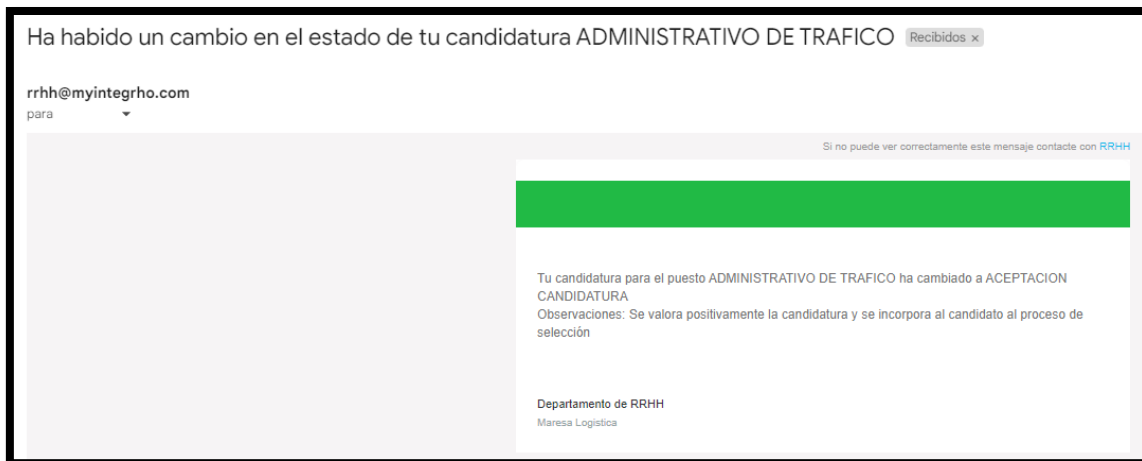 Ha habido un cambio en el estado de tu candidatura ADMINISTRATIVO DE TRAFICO Recibidos ×
rrhh@myintegrho.com
para
Si no puede ver correctamente este mensaje contacte con RRHH
Tu candidatura para el puesto ADMINISTRATIVO DE TRAFICO ha cambiado a ACEPTACION
CANDIDATURA
Observaciones: Se valora positivamente la candidatura y se incorpora al candidato al proceso de
selección
Departamento de RRHH
Maresa Logistica